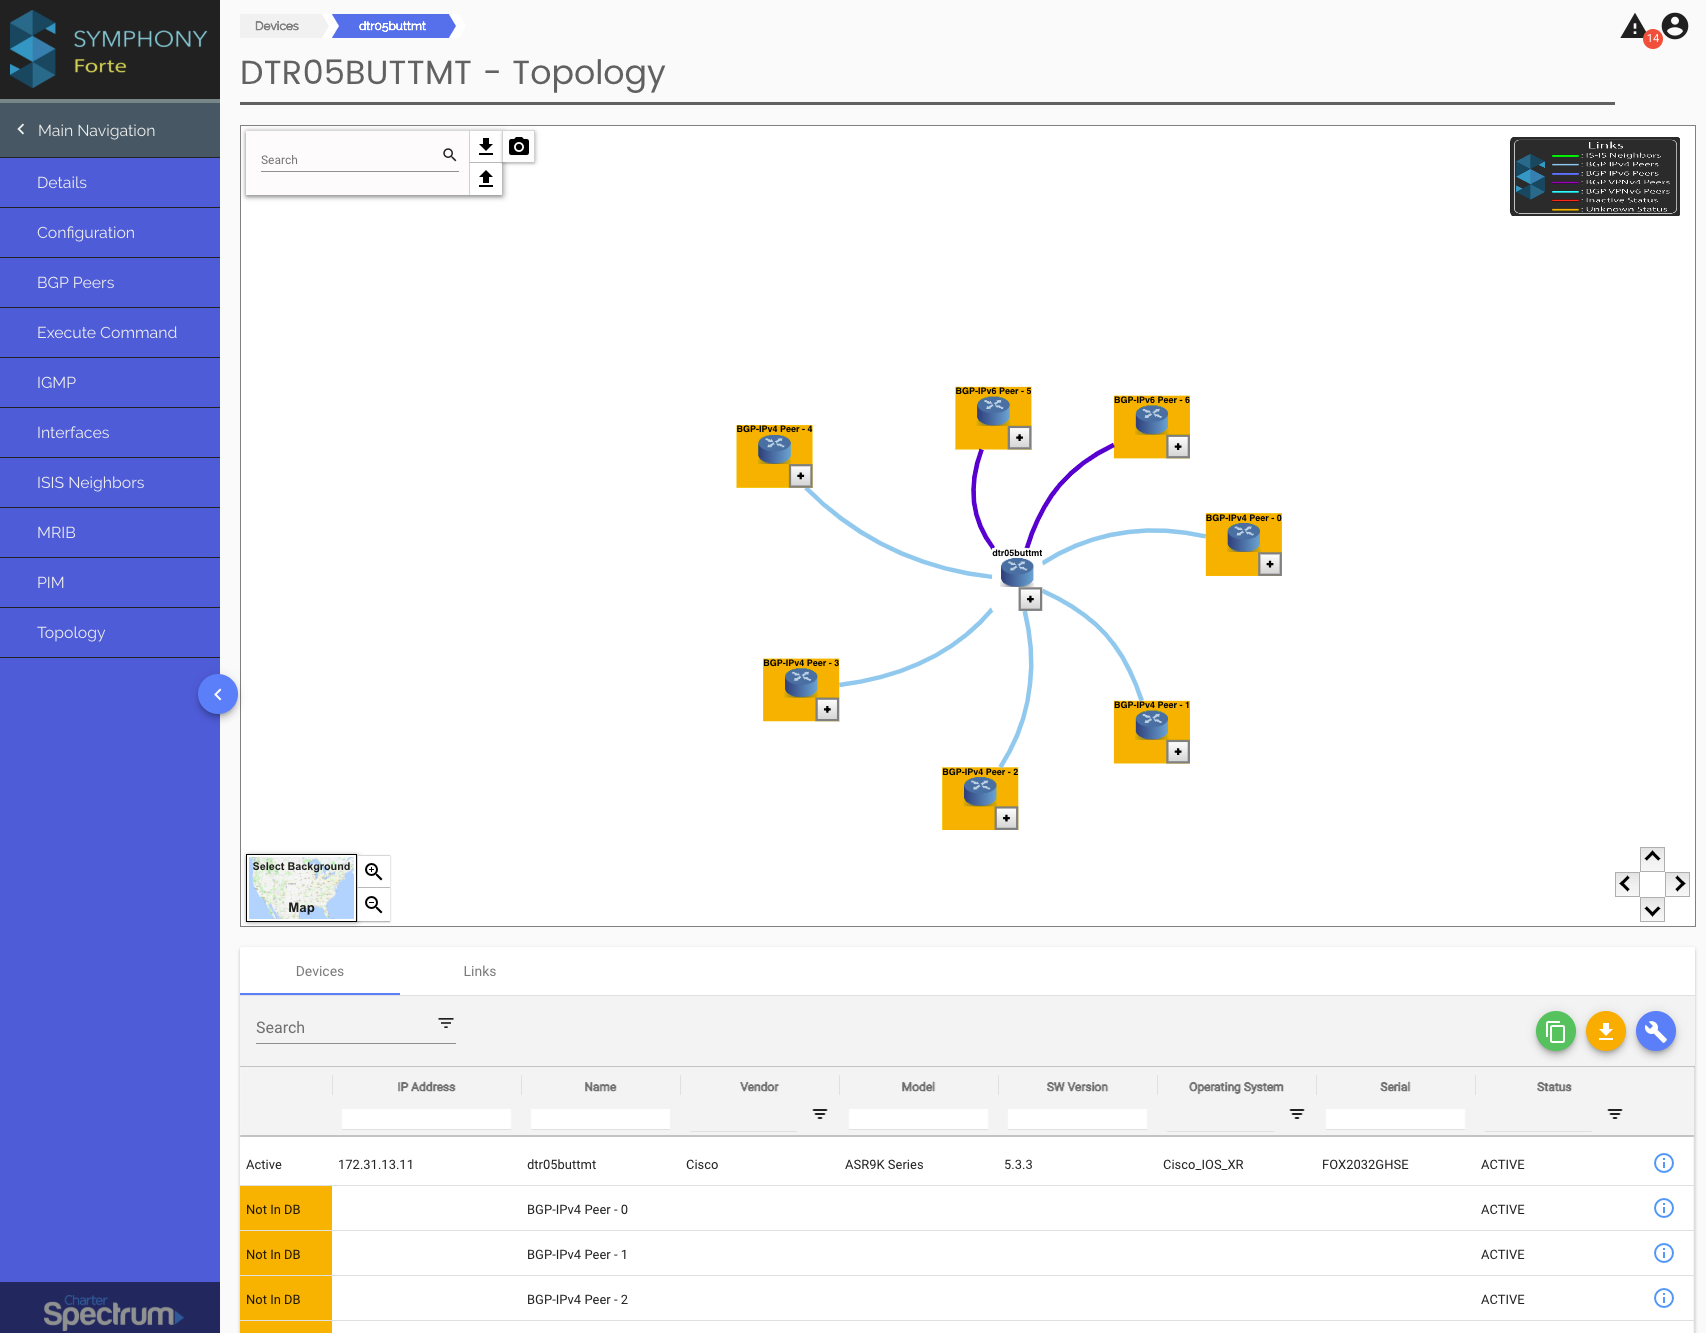 SYMPHONY
Forte
Main Navigation
Details
Configuration
BGP Peers
Execute Command
IGMP
Interfaces
ISIS Neighbors
MRIB
PIM
Topology
Charter
Spectrum
Devices
dtr05buttmt
14
DTR05BUTTMT - Topology
Search
Links
: IS-IS Neighbors
: BGP IPv4 Peers
: BGP IPv6 Peers
: BGP VPNv4 Peers
: BGP VPNv6 Peers
: Inactive Status
: Unknown Status
BGP-IPv6 Peer - 5
BGP-IPv6 Peer - 6
BGP-IPv4 Peer - 4
BGP-IPv4 Peer - 0
dtr05buttmt
BGP-IPv4 Peer - 3
BGP-IPv4 Peer - 1
BGP-IPv4 Peer - 2
Select Background
Map
Devices Links
Search
IP Address Name Vendor Model SW Version Operating System Serial Status
Active 172.31.13.11 dtr05buttmt Cisco ASR9K Series 5.3.3 Cisco_IOS_XR FOX2032GHSE ACTIVE
Not In DB BGP-IPv4 Peer - 0 ACTIVE
Not In DB BGP-IPv4 Peer - 1 ACTIVE
Not In DB BGP-IPv4 Peer - 2 ACTIVE